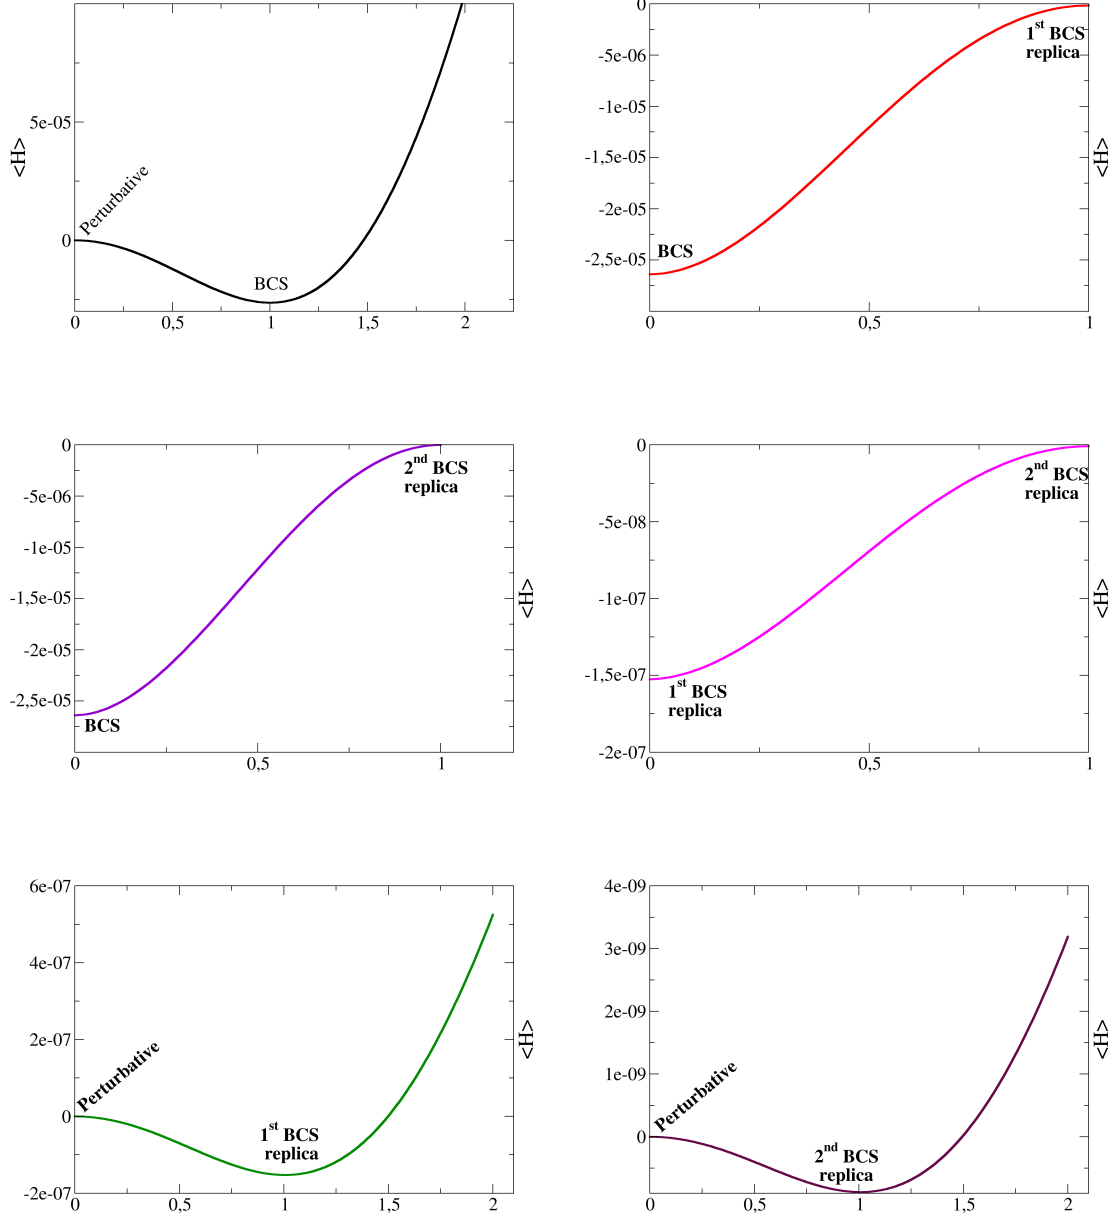 5e-05
0
<H>
Perturbative
BCS
0
0,5
1
1,5
2
0
-5e-06
-1e-05
-1,5e-05
-2e-05
-2,5e-05
1st BCS
replica
BCS
<H>
0
0,5
1
0
-5e-06
-1e-05
-1,5e-05
-2e-05
-2,5e-05
2nd BCS
replica
BCS
<H>
0
0,5
1
0
-5e-08
-1e-07
-1,5e-07
-2e-07
2nd BCS
replica
1st BCS
replica
<H>
0
0,5
1
6e-07
4e-07
2e-07
0
-2e-07
Perturbative
1st BCS
replica
<H>
0
0,5
1
1,5
2
4e-09
3e-09
2e-09
1e-09
0
Perturbative
2nd BCS
replica
<H>
0
0,5
1
1,5
2